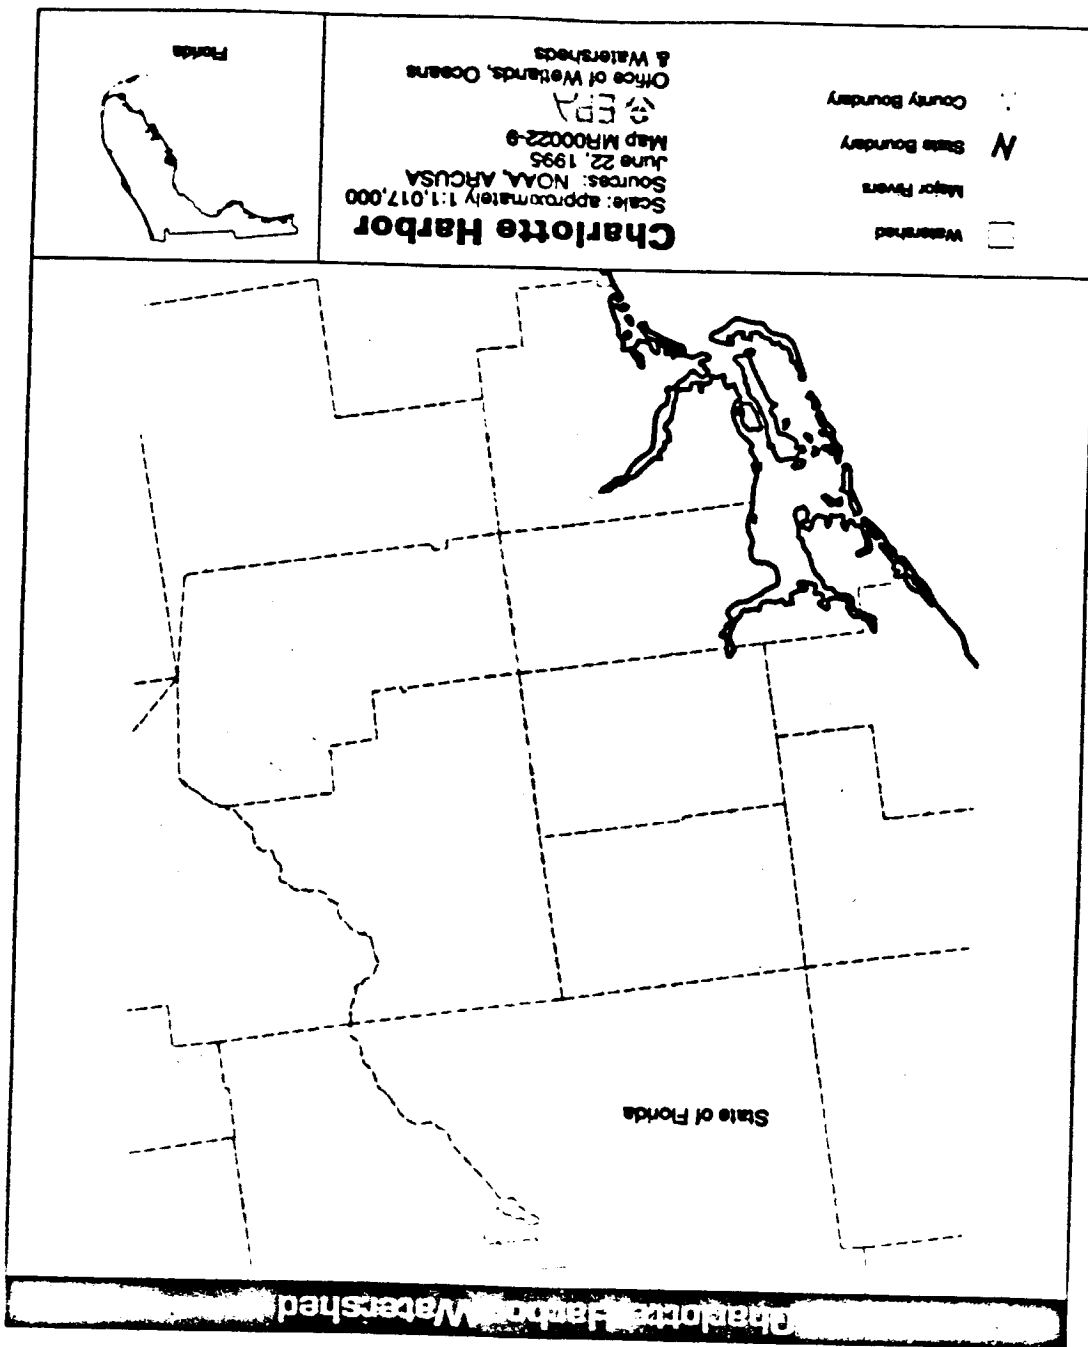 Charlotte Harbor Watershed
State of Florida
Watershed
Major Rivers
State Boundary
County Boundary
Charlotte Harbor
Scale: approximately 1:1,017,000
Sources: NOAA, ARCUSA
June 22, 1995
Map MR00022-9
EPA
Office of Wetlands, Oceans
& Watersheds
Florida